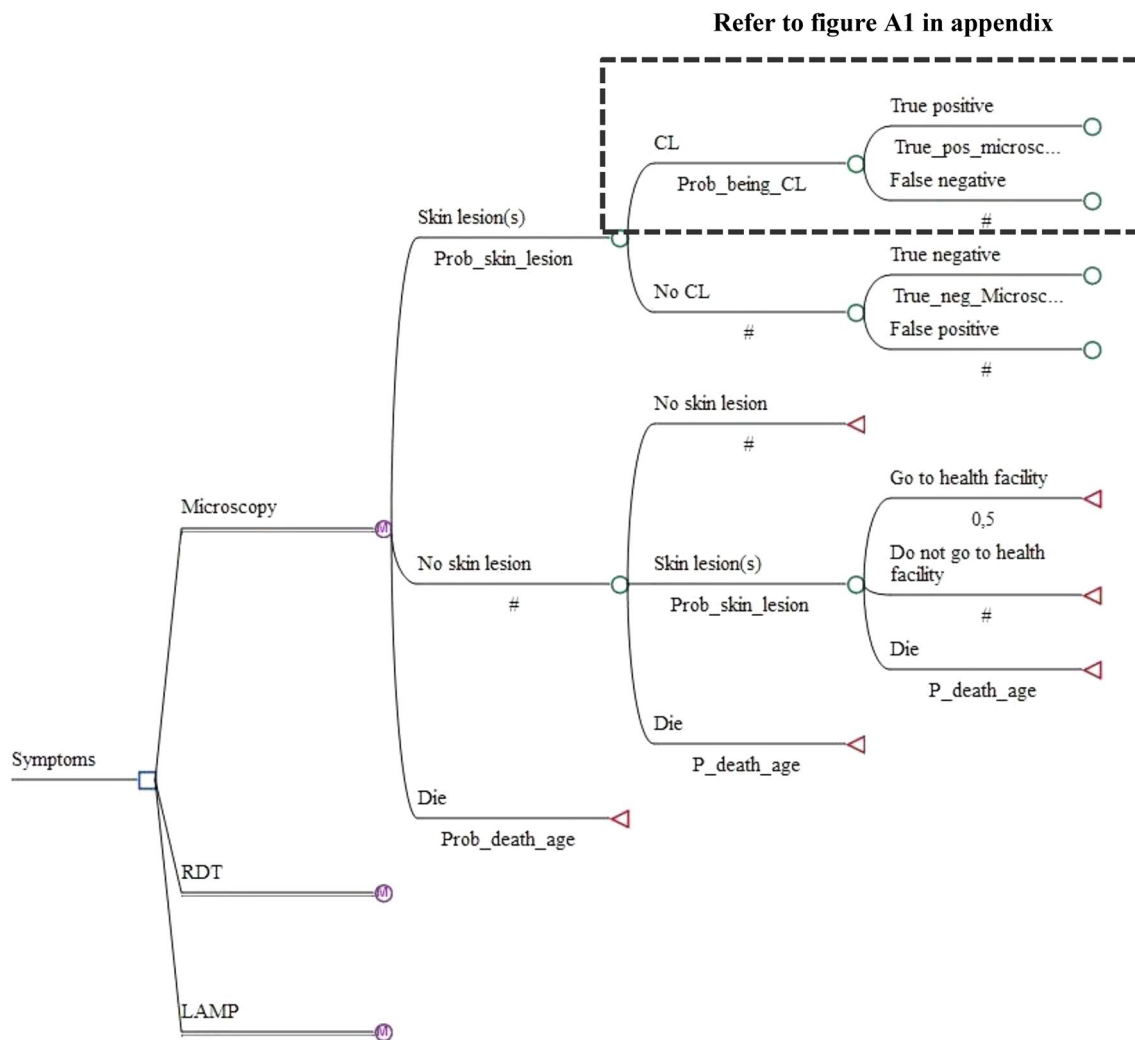 Refer to figure A1 in appendix
True positive
CL
True_pos_microsc...
Prob_being_CL
False negative
#
Skin lesion(s)
Prob_skin_lesion
True negative
No CL
True_neg_Microsc...
#
False positive
#
No skin lesion
#
Go to health facility
0,5
Microscopy
Do not go to health
facility
No skin lesion
Skin lesion(s)
#
Prob_skin_lesion
#
Die
P_death_age
Die
P_death_age
Symptoms
Die
Prob_death_age
RDT
LAMP
M
M
M